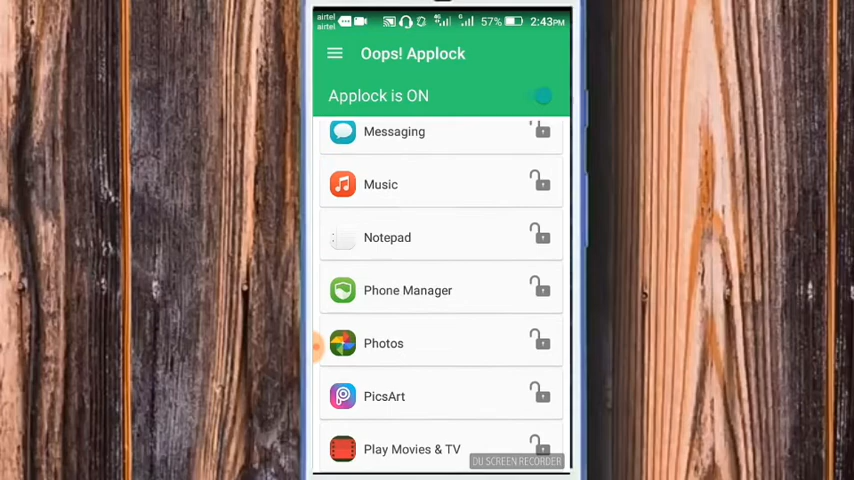 airtel
airtel
57%
2:43PM
Oops! Applock
Applock is ON
Messaging
Music
Notepad
Phone Manager
Photos
PicsArt
Play Movies & TV
DU SCREEN RECORDER